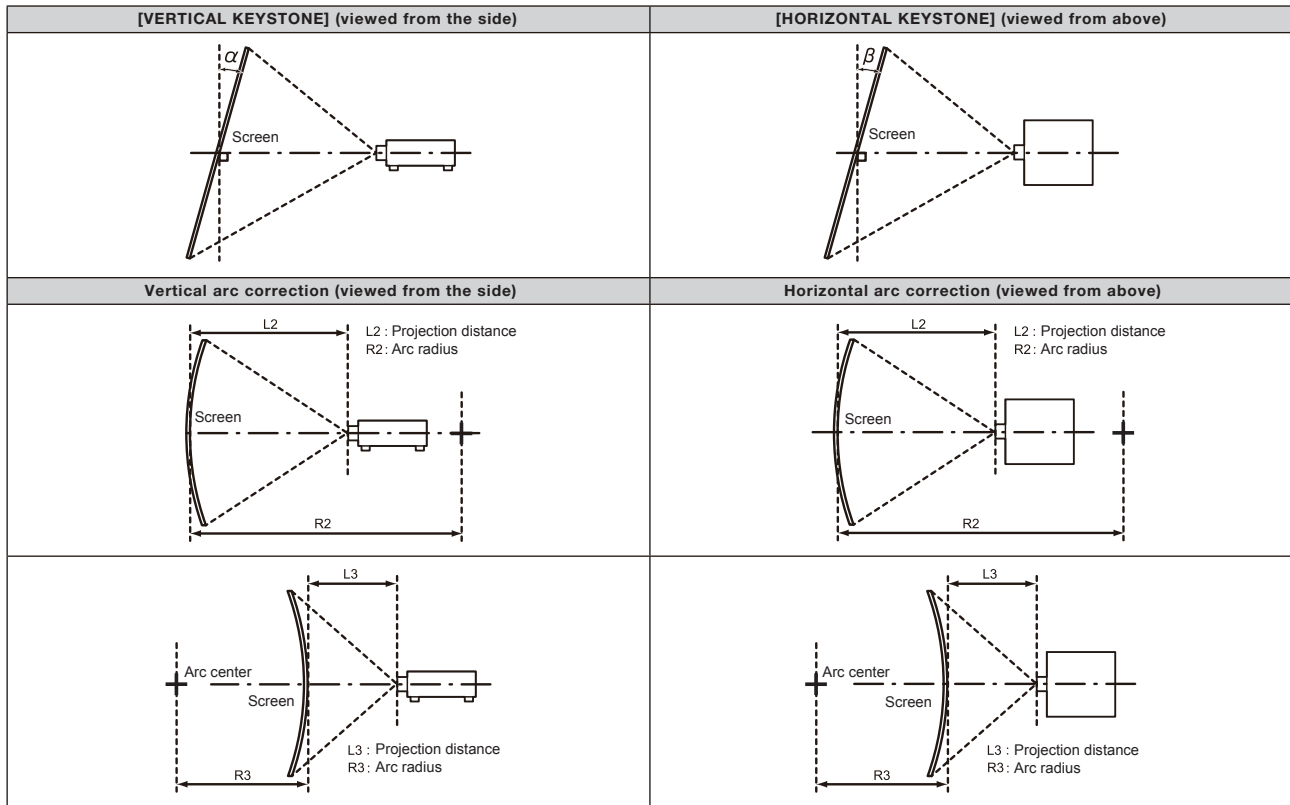 [VERTICAL KEYSTONE] (viewed from the side)
[HORIZONTAL KEYSTONE] (viewed from above)
α
Screen
β
Screen
Vertical arc correction (viewed from the side)
Horizontal arc correction (viewed from above)
L2
L2 : Projection distance
R2 : Arc radius
Screen
R2
L2
L2 : Projection distance
R2 : Arc radius
Screen
R2
L3
Arc center
Screen
L3 : Projection distance
R3 : Arc radius
R3
L3
Arc center
Screen
L3 : Projection distance
R3 : Arc radius
R3